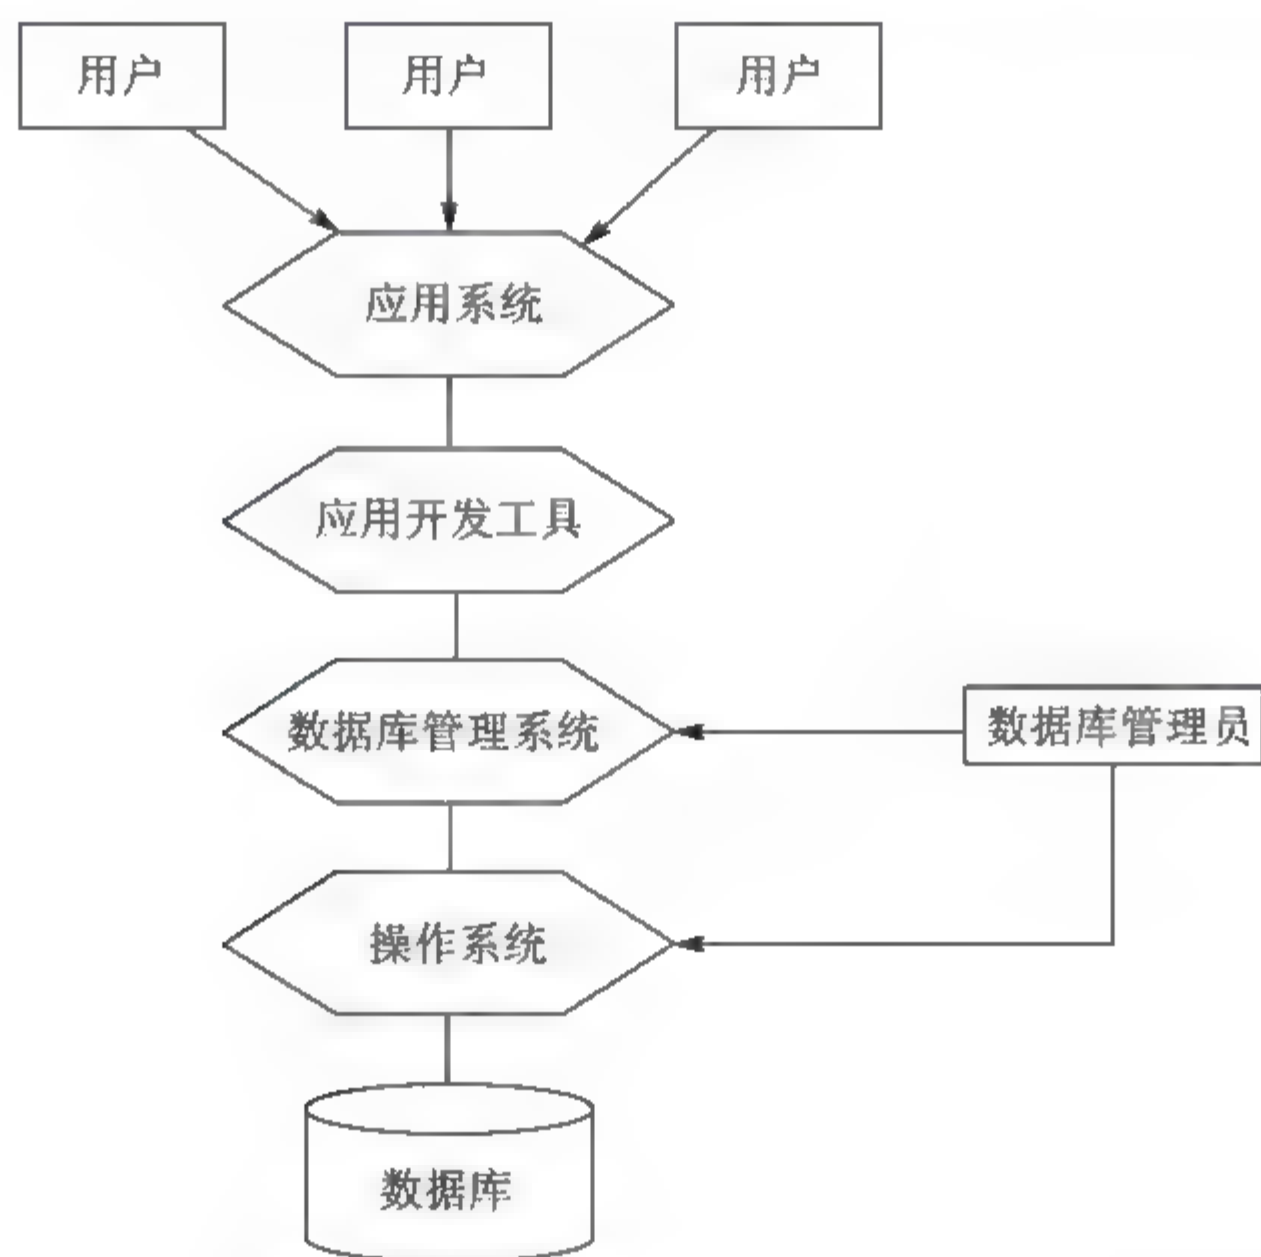 用户
用户
用户
应用系统
应用开发工具
数据库管理系统
数据库管理员
操作系统
数据库